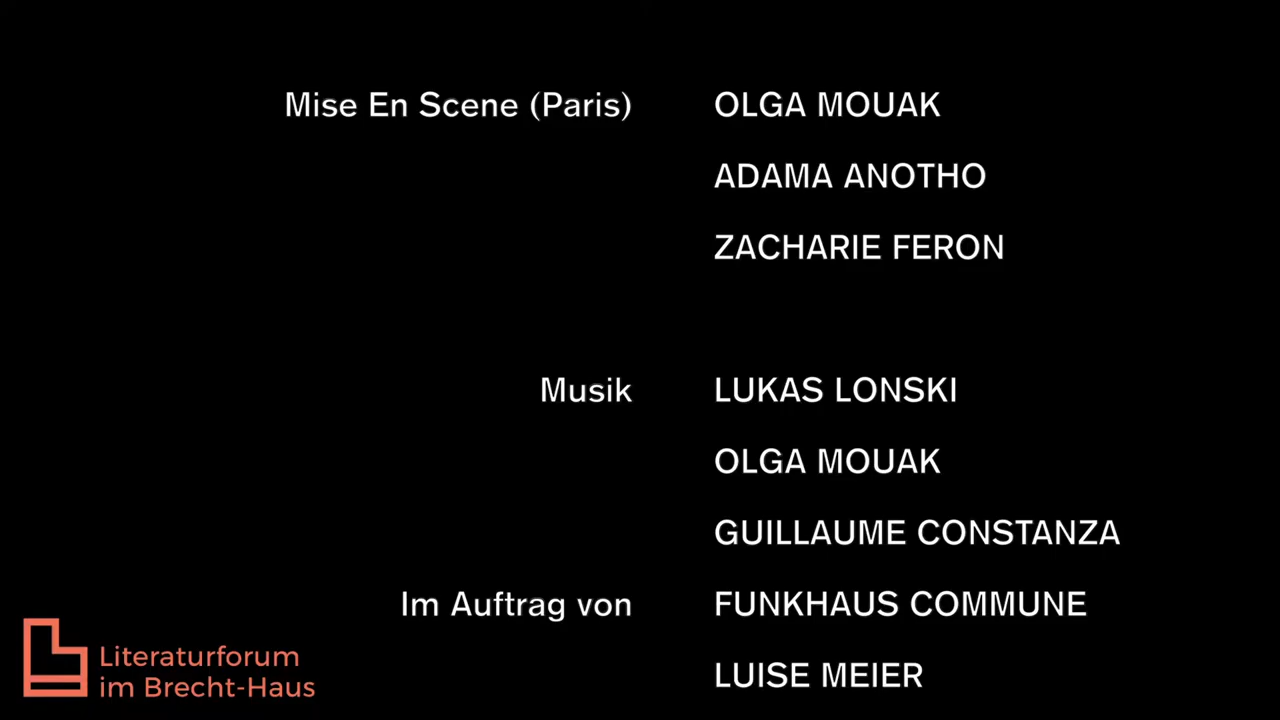 Mise En Scene (Paris) OLGA MOUAK
ADAMA ANOTHO
ZACHARIE FERON
Musik LUKAS LONSKI
OLGA MOUAK
GUILLAUME CONSTANZA
Im Auftrag von FUNKHAUS COMMUNE
LUISE MEIER
Literaturforum
im Brecht-Haus